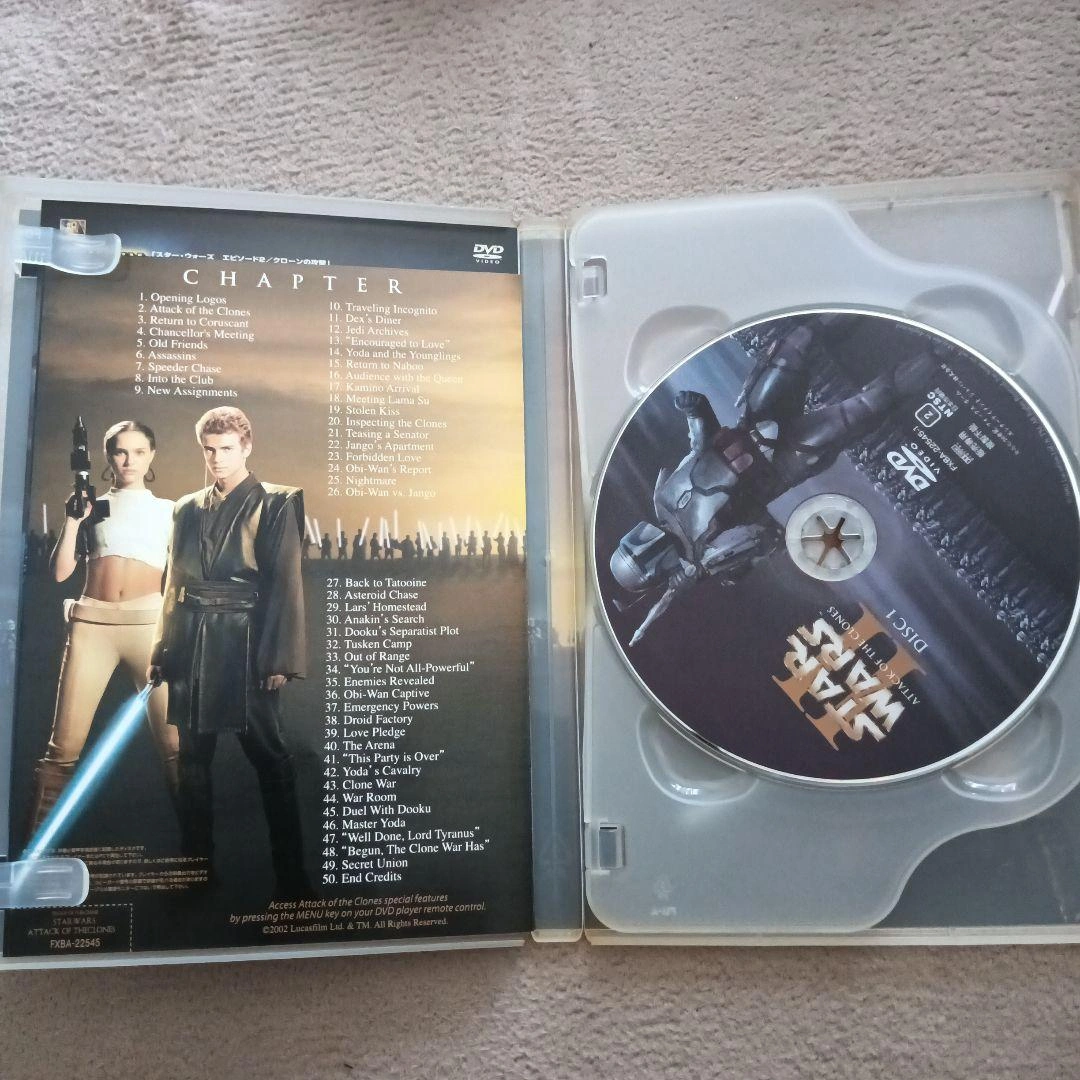 DVD
VIDEO
「スター・ウォーズ エピソード2/クローンの攻撃」
CHAPTER
1. Opening Logos
2. Attack of the Clones
3. Return to Coruscant
4. Chancellor's Meeting
5. Old Friends
6. Assassins
7. Speeder Chase
8. Into the Club
9. New Assignments
10. Traveling Incognito
11. Dex's Diner
12. Jedi Archives
13. "Encouraged to Love"
14. Yoda and the Younglings
15. Return to Naboo
16. Audience with the Queen
17. Kamino Arrival
18. Meeting Lama Su
19. Stolen Kiss
20. Inspecting the Clones
21. Teasing a Senator
22. Jango's Apartment
23. Forbidden Love
24. Obi-Wan's Report
25. Nightmare
26. Obi-Wan vs. Jango
27. Back to Tatooine
28. Asteroid Chase
29. Lars' Homestead
30. Anakin's Search
31. Dooku's Separatist Plot
32. Tusken Camp
33. Out of Range
34. "You're Not All-Powerful"
35. Enemies Revealed
36. Obi-Wan Captive
37. Emergency Powers
38. Droid Factory
39. Love Pledge
40. The Arena
41. "This Party is Over"
42. Yoda's Cavalry
43. Clone War
44. War Room
45. Duel With Dooku
46. Master Yoda
47. "Well Done, Lord Tyranus"
48. "Begun, The Clone War Has"
49. Secret Union
50. End Credits
Access Attack of the Clones special features
by pressing the MENU key on your DVD player remote control.
©2002 Lucasfilm Ltd. & TM. All Rights Reserved.
STAR WARS
ATTACK OF THECLONES
FXBA-22545
STAR
WARS
II
ATTACK OF THE CLONES™
DISC 1
DVD
VIDEO
FXBA-22545-1
2
NTSC